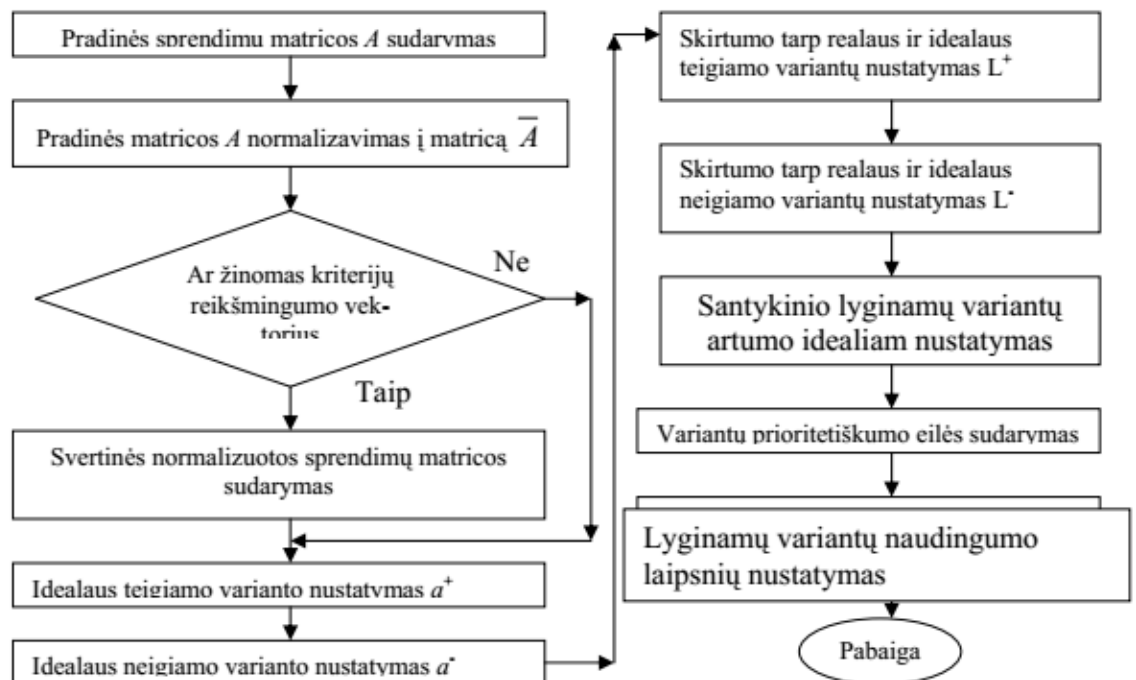 Pradinės sprendimu matricos A sudarymas
Pradinės matricos A normalizavimas į matricą A̅
Ar žinomas kriterijų
reikšmingumo vek-
torius
Ne
Taip
Svertinės normalizuotos sprendimų matricos
sudarymas
Idealaus teigiamo varianto nustatymas a⁺
Idealaus neigiamo varianto nustatymas a⁻
Skirtumo tarp realaus ir idealaus
teigiamo variantų nustatymas L⁺
Skirtumo tarp realaus ir idealaus
neigiamo variantų nustatymas L⁻
Santykinio lyginamų variantų
artumo idealiam nustatymas
Variantų prioritetiškumo eilės sudarymas
Lyginamų variantų naudingumo
laipsnių nustatymas
Pabaiga